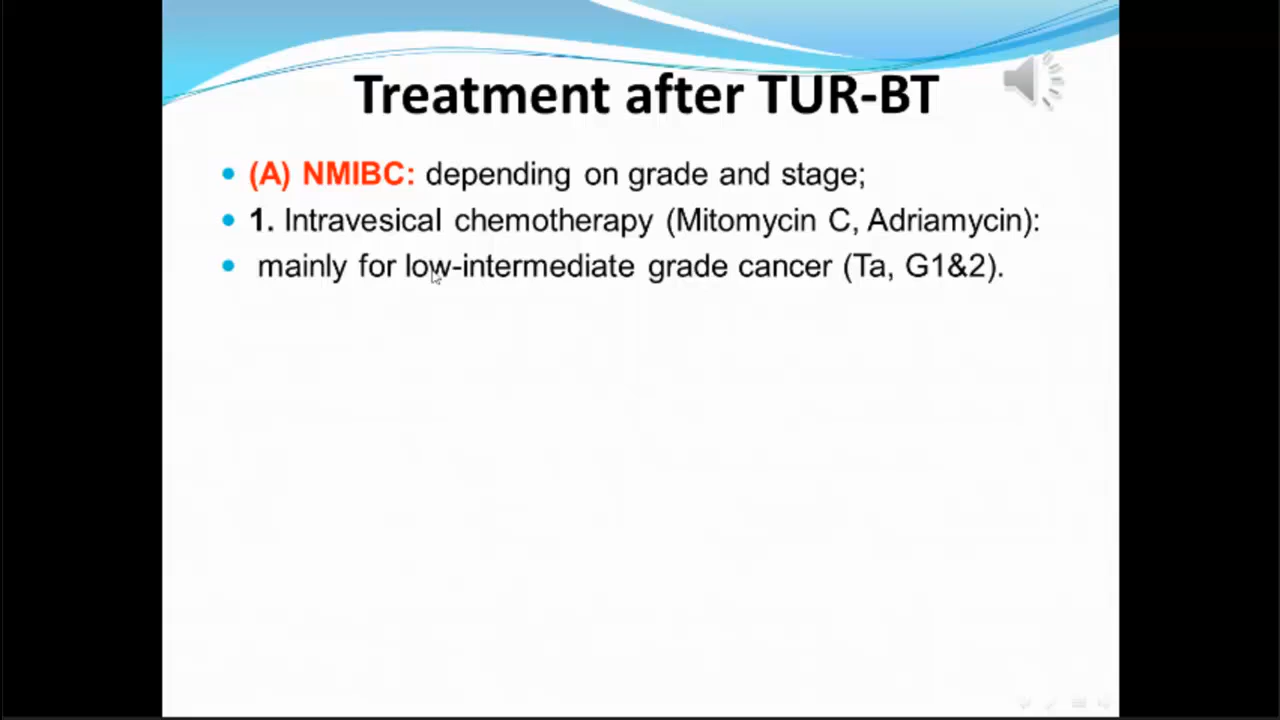 Treatment after TUR-BT
• (A) NMIBC: depending on grade and stage;
• 1. Intravesical chemotherapy (Mitomycin C, Adriamycin):
• mainly for low-intermediate grade cancer (Ta, G1&2).